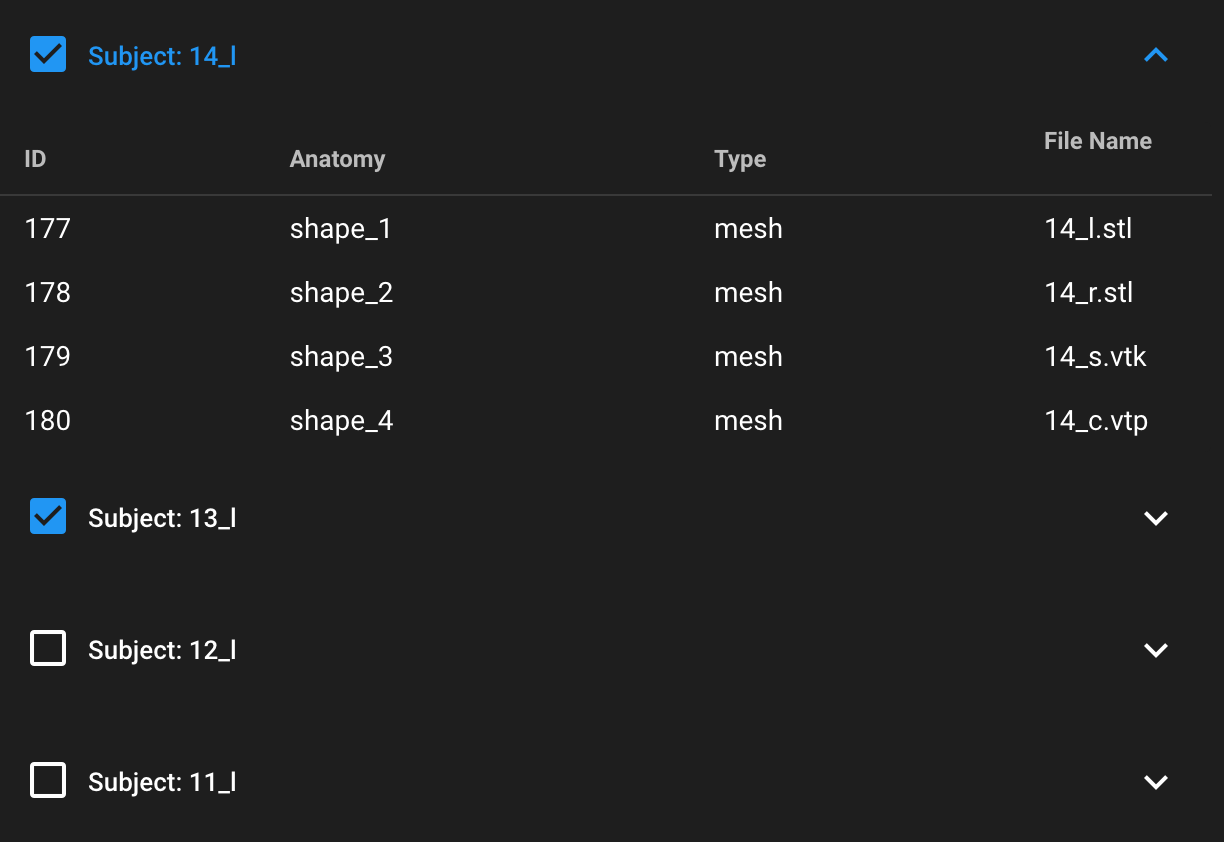 Subject: 14_l
ID Anatomy Type File Name
177 shape_1 mesh 14_l.stl
178 shape_2 mesh 14_r.stl
179 shape_3 mesh 14_s.vtk
180 shape_4 mesh 14_c.vtp
Subject: 13_l
Subject: 12_l
Subject: 11_l